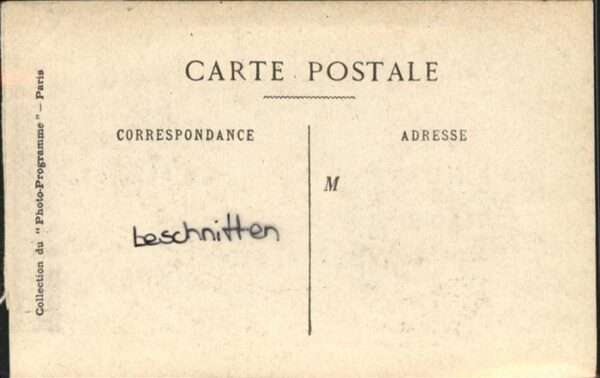 CARTE POSTALE
CORRESPONDANCE
ADRESSE
M
beschnitten
Collection du "Photo-Programme" – Paris